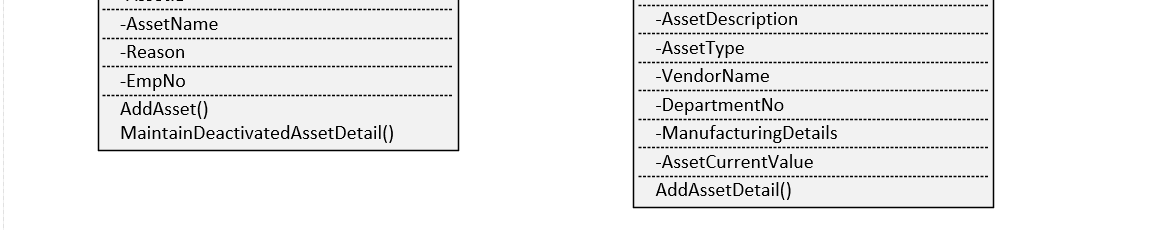 -AssetName
-Reason
-EmpNo
AddAsset()
MaintainDeactivatedAssetDetail()
-AssetDescription
-AssetType
-VendorName
-DepartmentNo
-ManufacturingDetails
-AssetCurrentValue
AddAssetDetail()